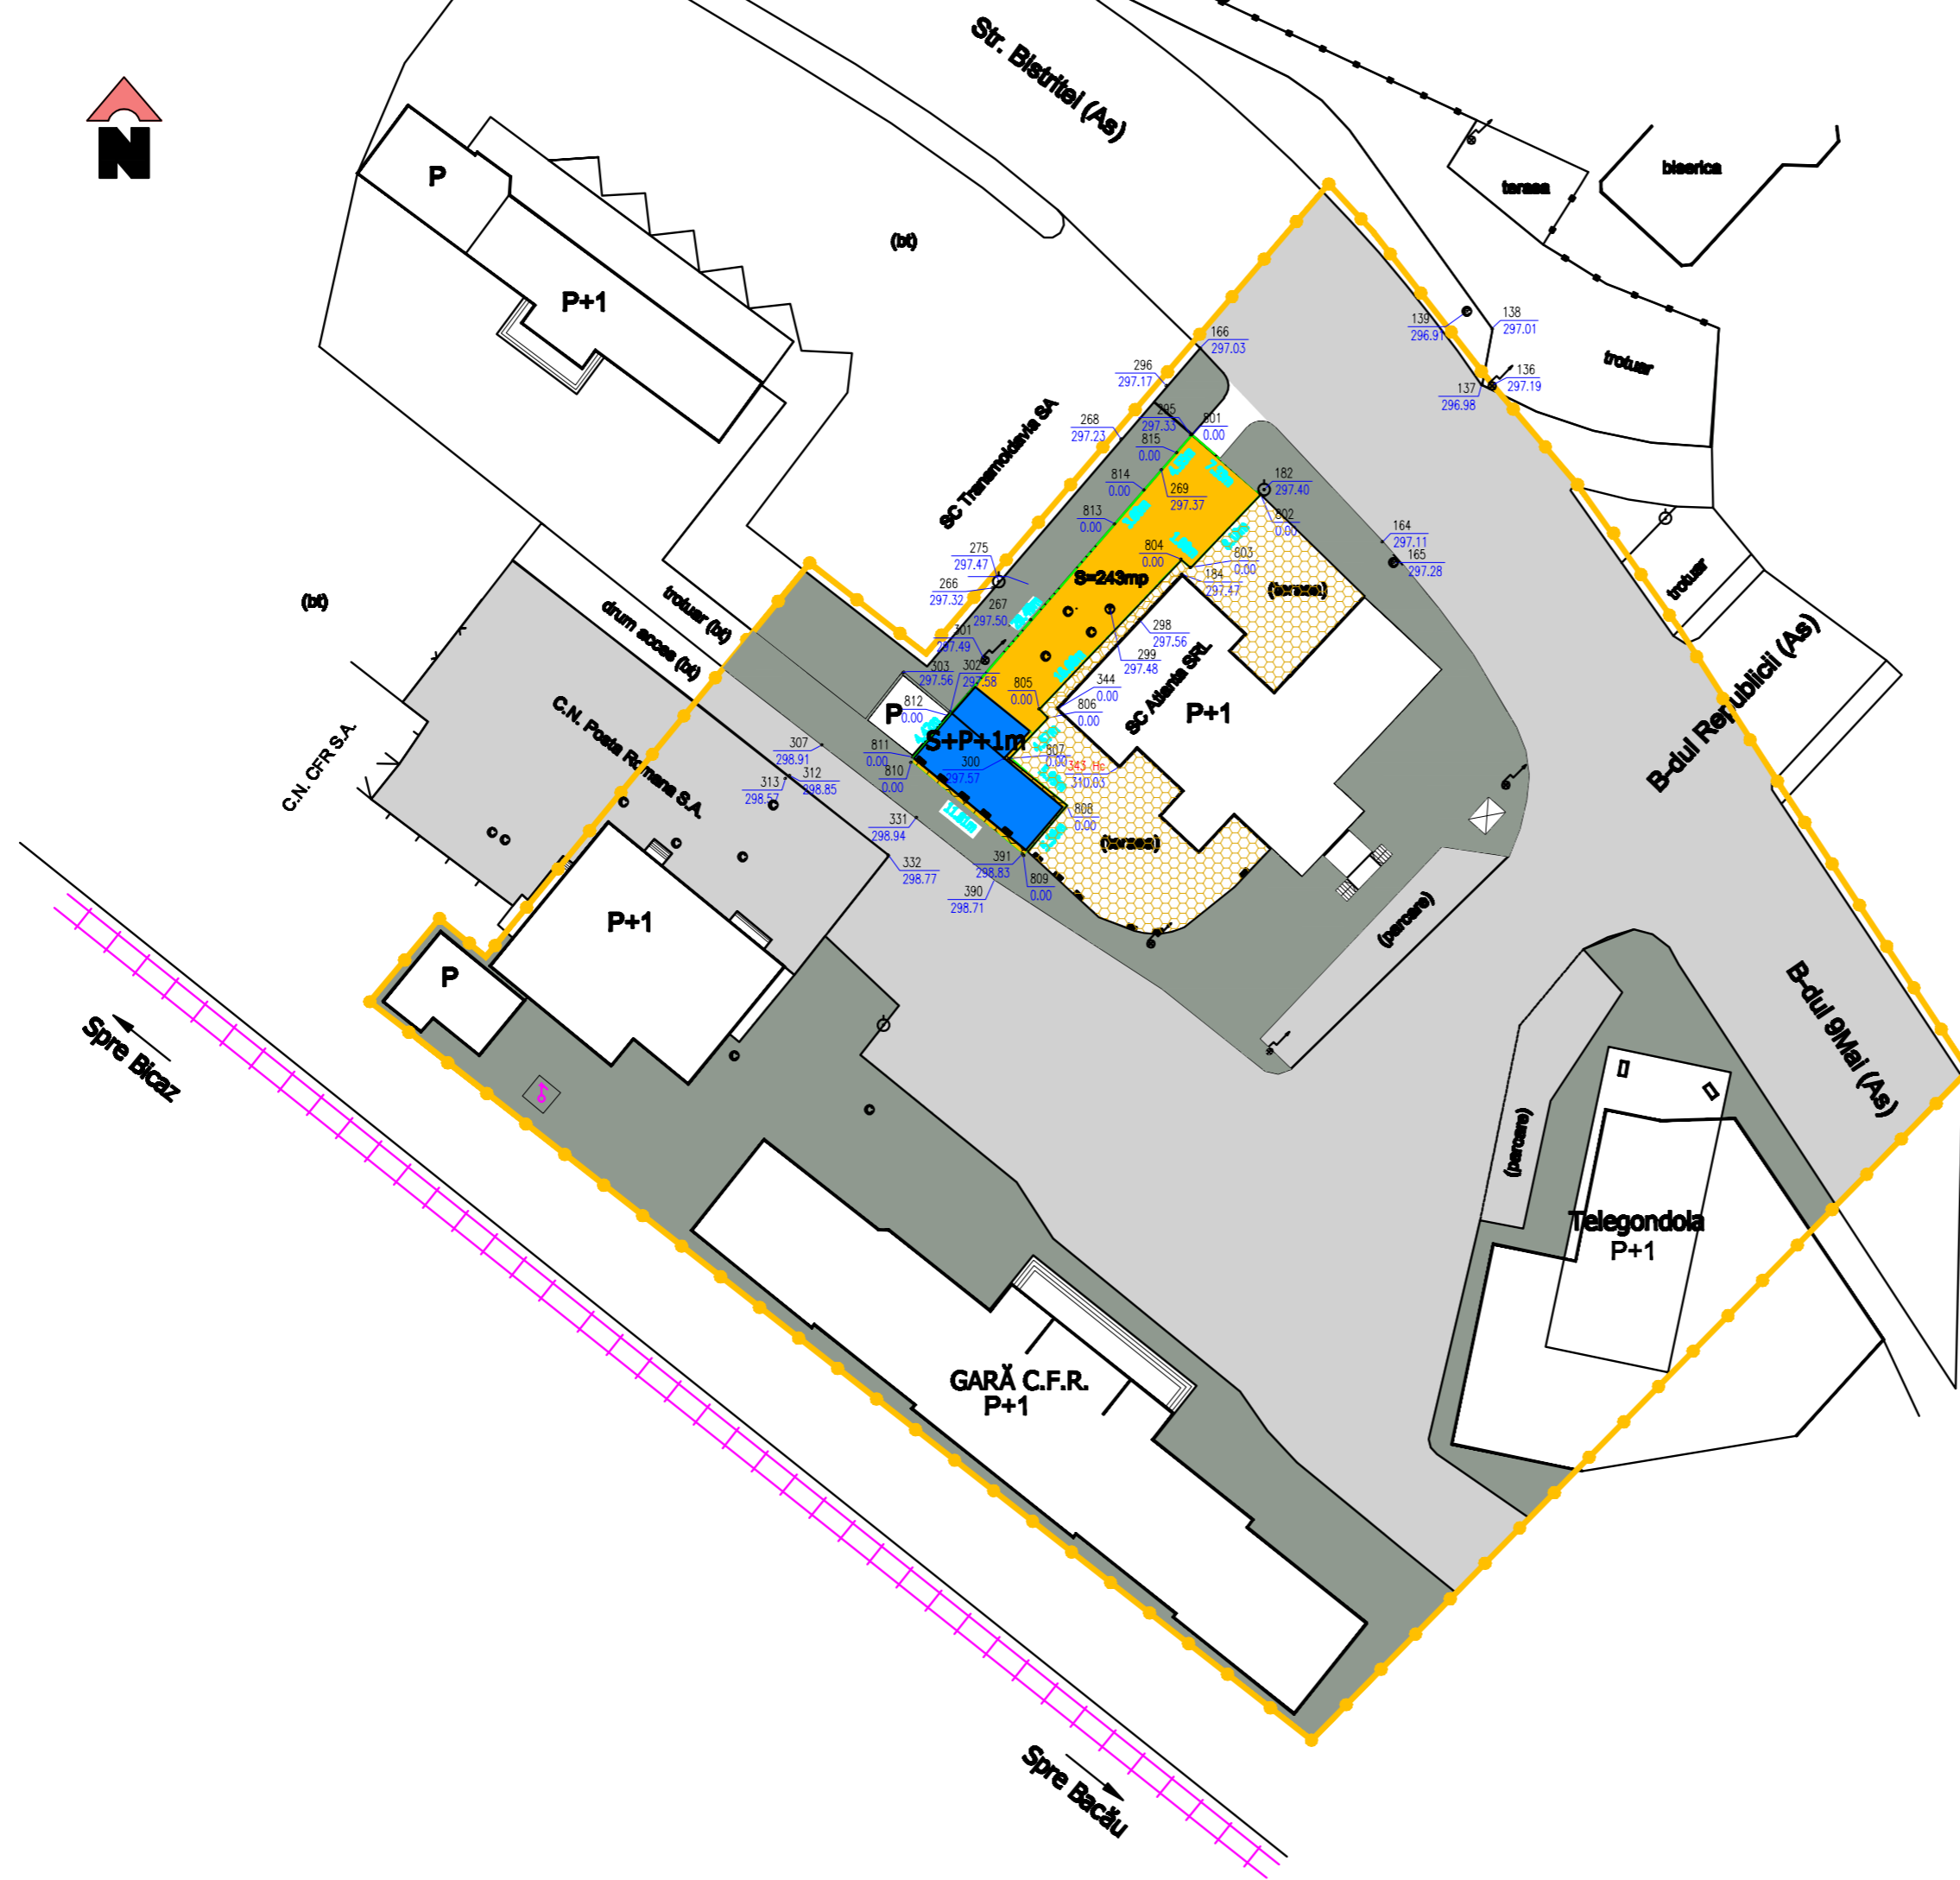 N
Str. Bistritei (As)
biserica
terasa
P
P+1
(bt)
trotuar
139
296.91
138
297.01
136
297.19
137
296.98
166
297.03
296
297.17
268
297.23
SC Transmoldavia SA
295
297.33
801
0.00
815
0.00
814
0.00
813
0.00
269
297.37
182
297.40
802
0.00
164
297.11
165
297.28
275
297.47
266
297.32
267
297.50
804
0.00
803
0.00
184
297.47
S=243mp
(terasa)
trotuar
(bt)
trotuar (bt)
drum acces (bt)
301
297.49
303
297.56
302
297.58
298
297.56
299
297.48
344
0.00
805
0.00
806
0.00
SC Atlanta SRL
P+1
B-dul Republicii (As)
C.N. CFR S.A.
C.N. Posta Romana S.A.
P
812
0.00
S+P+1m
811
0.00
810
0.00
300
297.57
807
0.00
343 Hc
310.03
808
0.00
307
298.91
312
298.85
313
298.57
11.80m
331
298.94
332
298.77
391
298.83
390
298.71
809
0.00
(terasa)
(parcare)
P+1
P
Spre Bicaz
B-dul 9Mai (As)
(parcare)
Telegondola
P+1
GARĂ C.F.R.
P+1
Spre Bacău